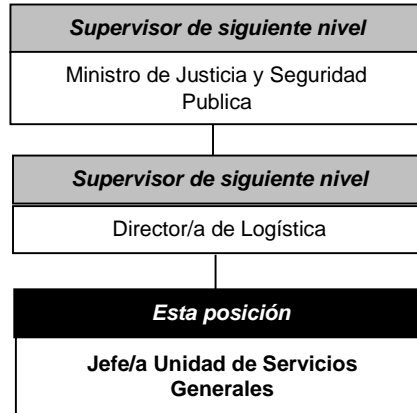 Supervisor de siguiente nivel
Ministro de Justicia y Seguridad
Publica
Supervisor de siguiente nivel
Director/a de Logística
Esta posición
Jefe/a Unidad de Servicios
Generales